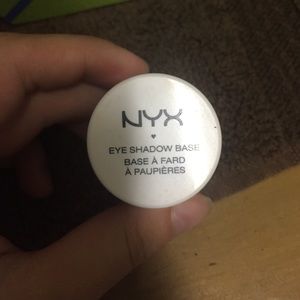 NYX
EYE SHADOW BASE
BASE À FARD
À PAUPIÈRES